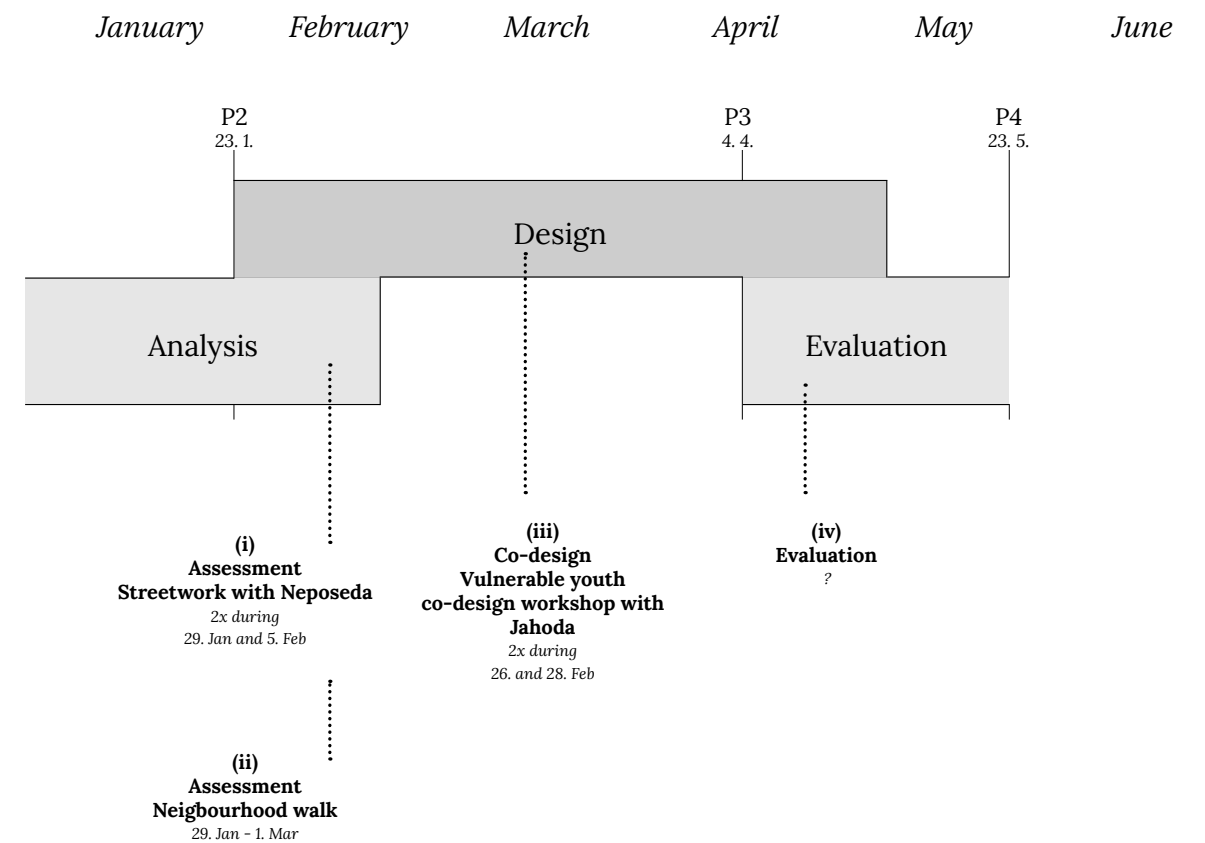 January February March April May June
P2
23. 1.
P3
4. 4.
P4
23. 5.
Design
Analysis
Evaluation
(i)
Assessment
Streetwork with Neposeda
2x during
29. Jan and 5. Feb
(iii)
Co-design
Vulnerable youth
co-design workshop with
Jahoda
2x during
26. and 28. Feb
(iv)
Evaluation
?
(ii)
Assessment
Neigbourhood walk
29. Jan - 1. Mar